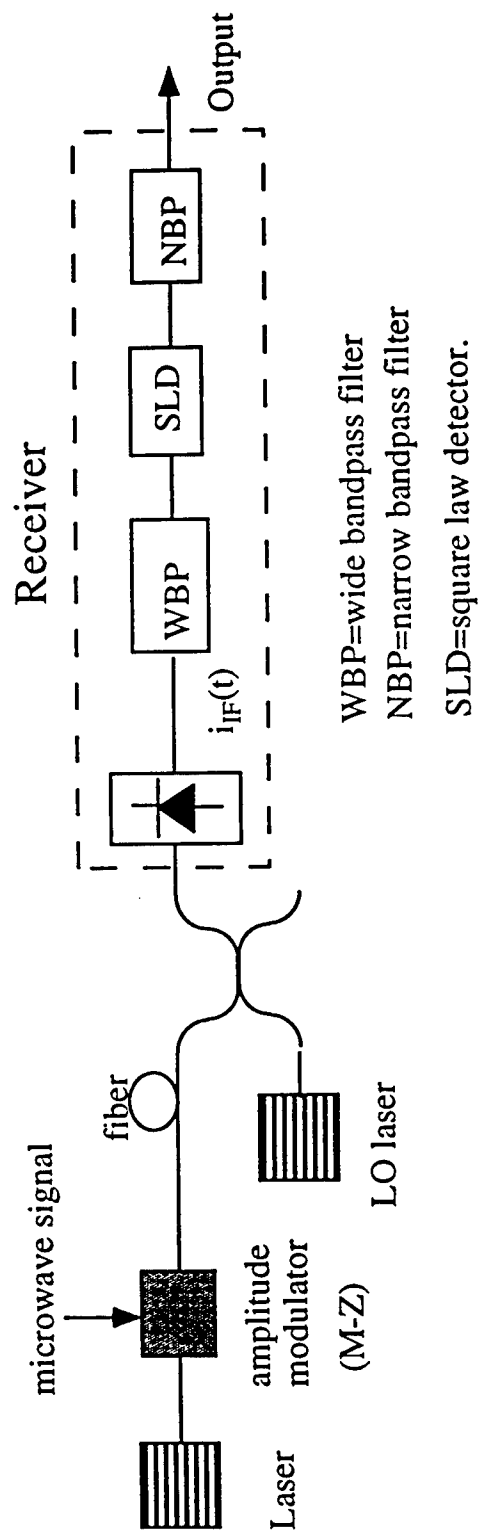 Receiver
microwave signal
fiber
i_IF(t)
WBP
SLD
NBP
Output
Laser
amplitude
modulator
(M-Z)
LO laser
WBP=wide bandpass filter
NBP=narrow bandpass filter
SLD=square law detector.